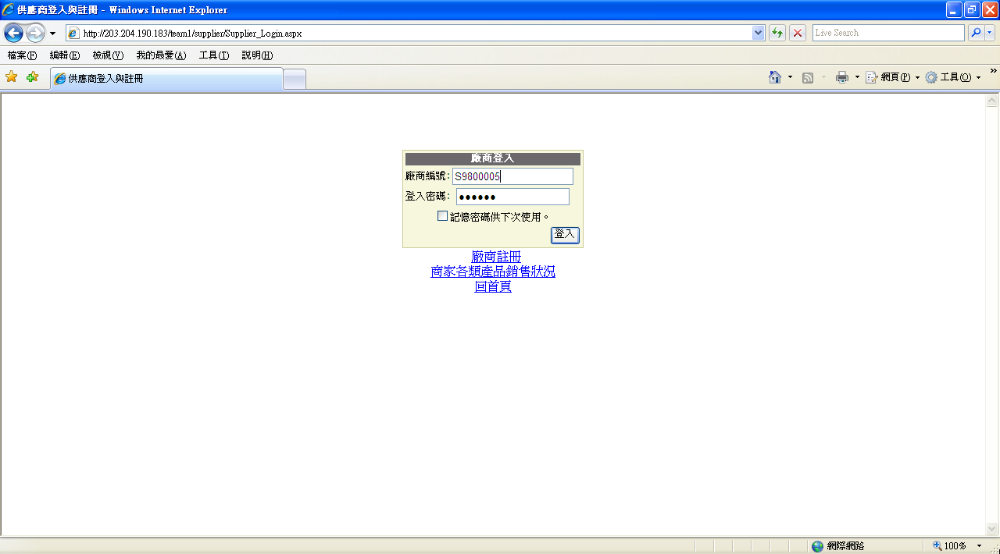 供應商登入與註冊 - Windows Internet Explorer
http://203.204.190.183/team1/supplier/Supplier_Login.aspx
Live Search
檔案(F) 編輯(E) 檢視(V) 我的最愛(A) 工具(T) 說明(H)
供應商登入與註冊
網頁(P) 工具(O) »
廠商登入
廠商編號: S9800005
登入密碼: ●●●●●●
記憶密碼供下次使用。
登入
廠商註冊
商家各類產品銷售狀況
回首頁
網際網路 100%